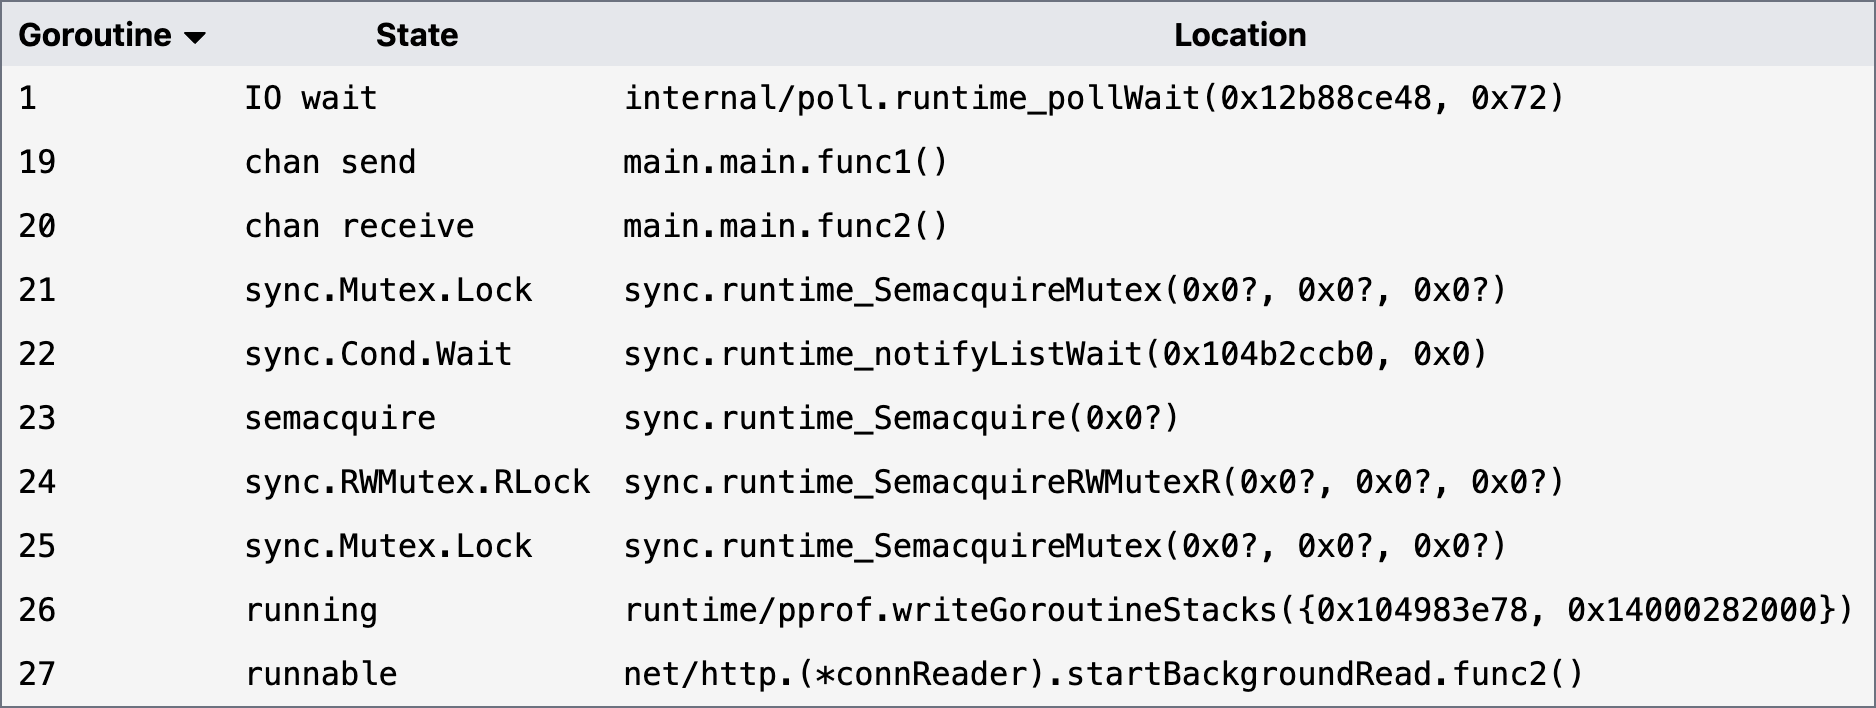 Goroutine State Location
1 IO wait internal/poll.runtime_pollWait(0x12b88ce48, 0x72)
19 chan send main.main.func1()
20 chan receive main.main.func2()
21 sync.Mutex.Lock sync.runtime_SemacquireMutex(0x0?, 0x0?, 0x0?)
22 sync.Cond.Wait sync.runtime_notifyListWait(0x104b2ccb0, 0x0)
23 semacquire sync.runtime_Semacquire(0x0?)
24 sync.RWMutex.RLock sync.runtime_SemacquireRWMutexR(0x0?, 0x0?, 0x0?)
25 sync.Mutex.Lock sync.runtime_SemacquireMutex(0x0?, 0x0?, 0x0?)
26 running runtime/pprof.writeGoroutineStacks({0x104983e78, 0x14000282000})
27 runnable net/http.(*connReader).startBackgroundRead.func2()